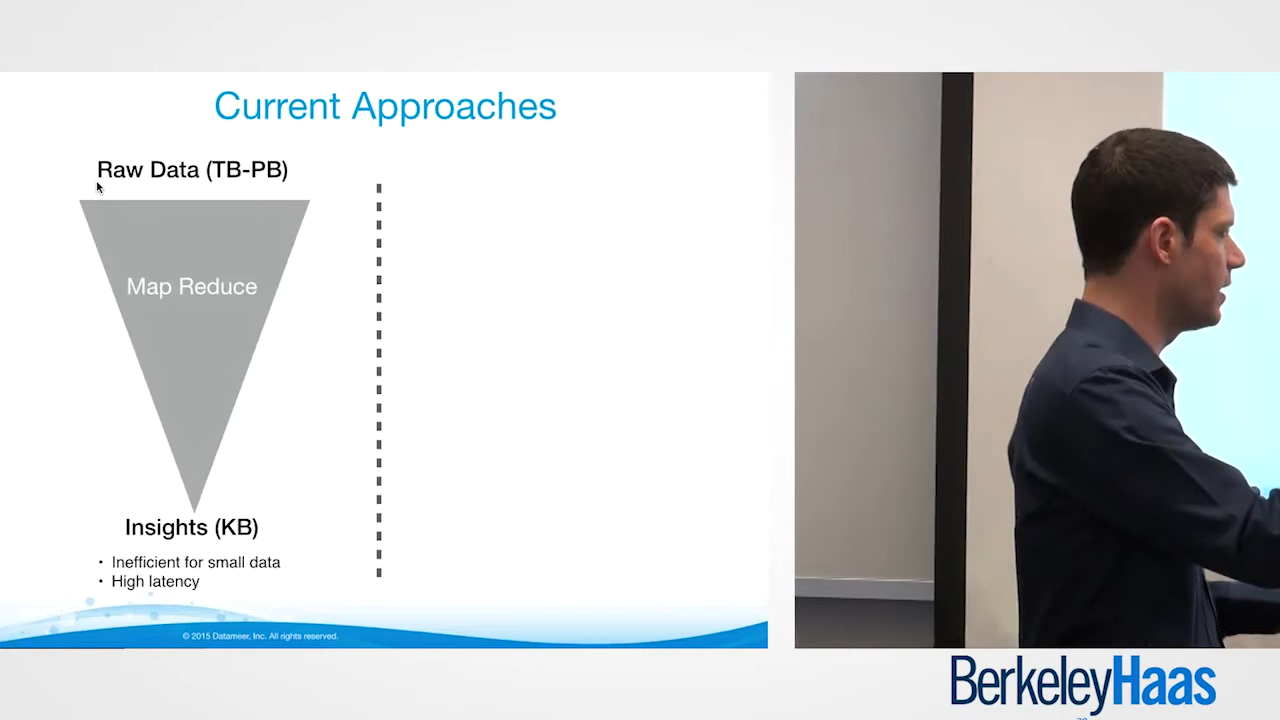 Current Approaches
Raw Data (TB-PB)
Map Reduce
Insights (KB)
• Inefficient for small data
• High latency
© 2015 Datameer, Inc. All rights reserved.
BerkeleyHaas